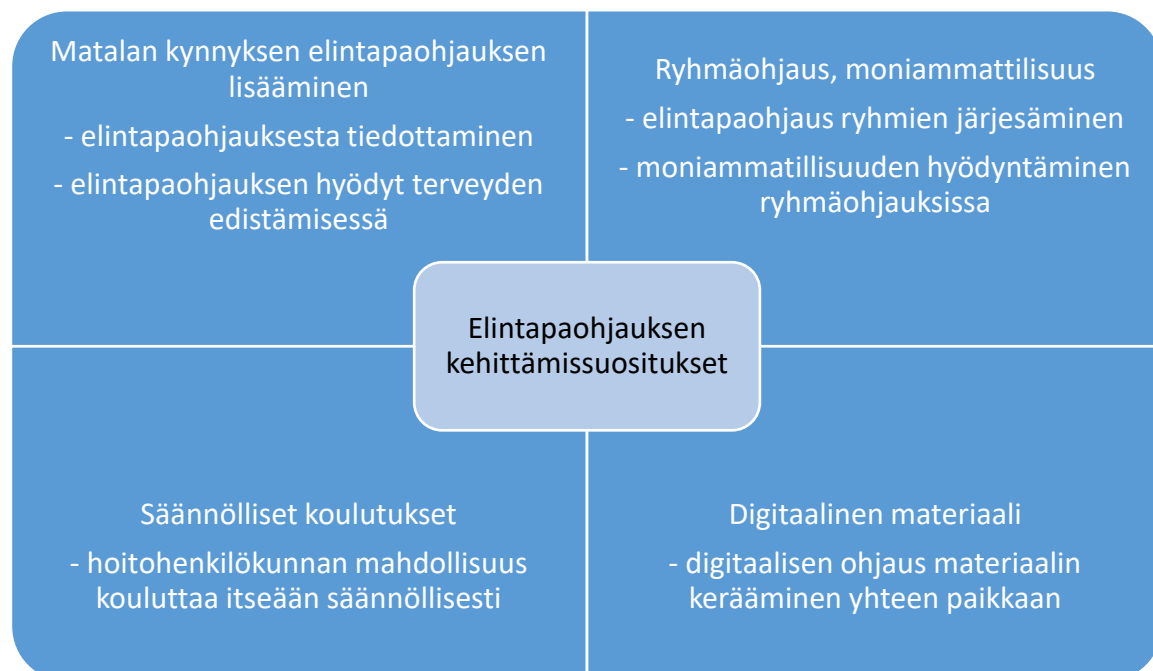 Matalan kynnyksen elintapaohjauksen
lisääminen
- elintapaohjauksesta tiedottaminen
- elintapaohjauksen hyödyt terveyden
edistämisessä
Ryhmäohjaus, moniammattilisuus
- elintapaohjaus ryhmien järjesäminen
- moniammatillisuuden hyödyntäminen
ryhmäohjauksissa
Elintapaohjauksen
kehittämissuositukset
Säännölliset koulutukset
- hoitohenkilökunnan mahdollisuus
kouluttaa itseään säännöllisesti
Digitaalinen materiaali
- digitaalisen ohjaus materiaalin
kerääminen yhteen paikkaan